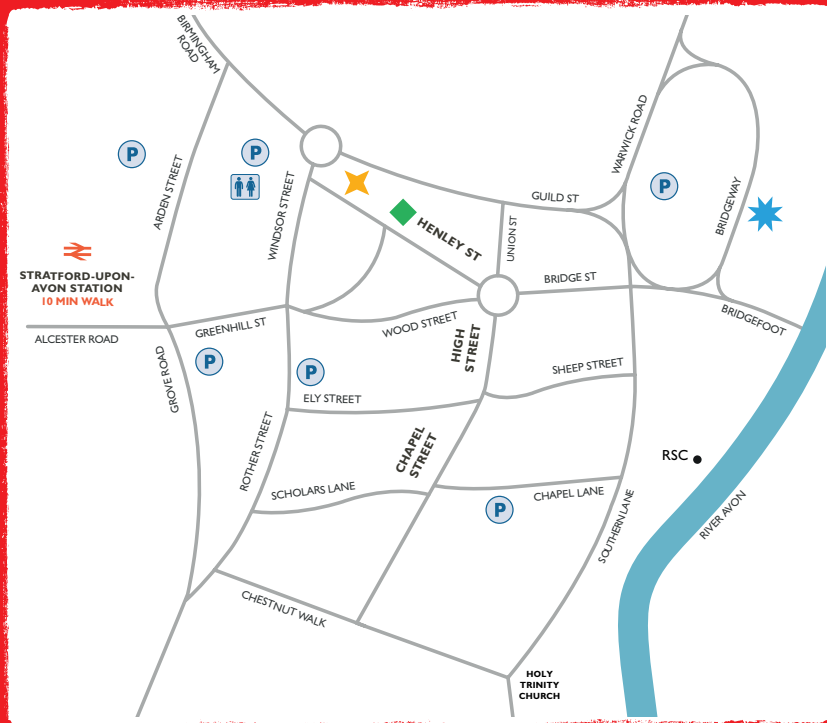 BIRMINGHAM
ROAD
P
P
ARDEN STREET
WINDSOR STREET
WARWICK ROAD
P
BRIDGEWAY
GUILD ST
UNION ST
HENLEY ST
STRATFORD-UPON-
AVON STATION
10 MIN WALK
BRIDGE ST
BRIDGEFOOT
ALCESTER ROAD
GREENHILL ST
WOOD STREET
HIGH
STREET
GROVE ROAD
P
P
SHEEP STREET
ELY STREET
ROTHER STREET
CHAPEL
STREET
RSC
SCHOLARS LANE
CHAPEL LANE
P
SOUTHERN LANE
RIVER AVON
CHESTNUT WALK
HOLY
TRINITY
CHURCH